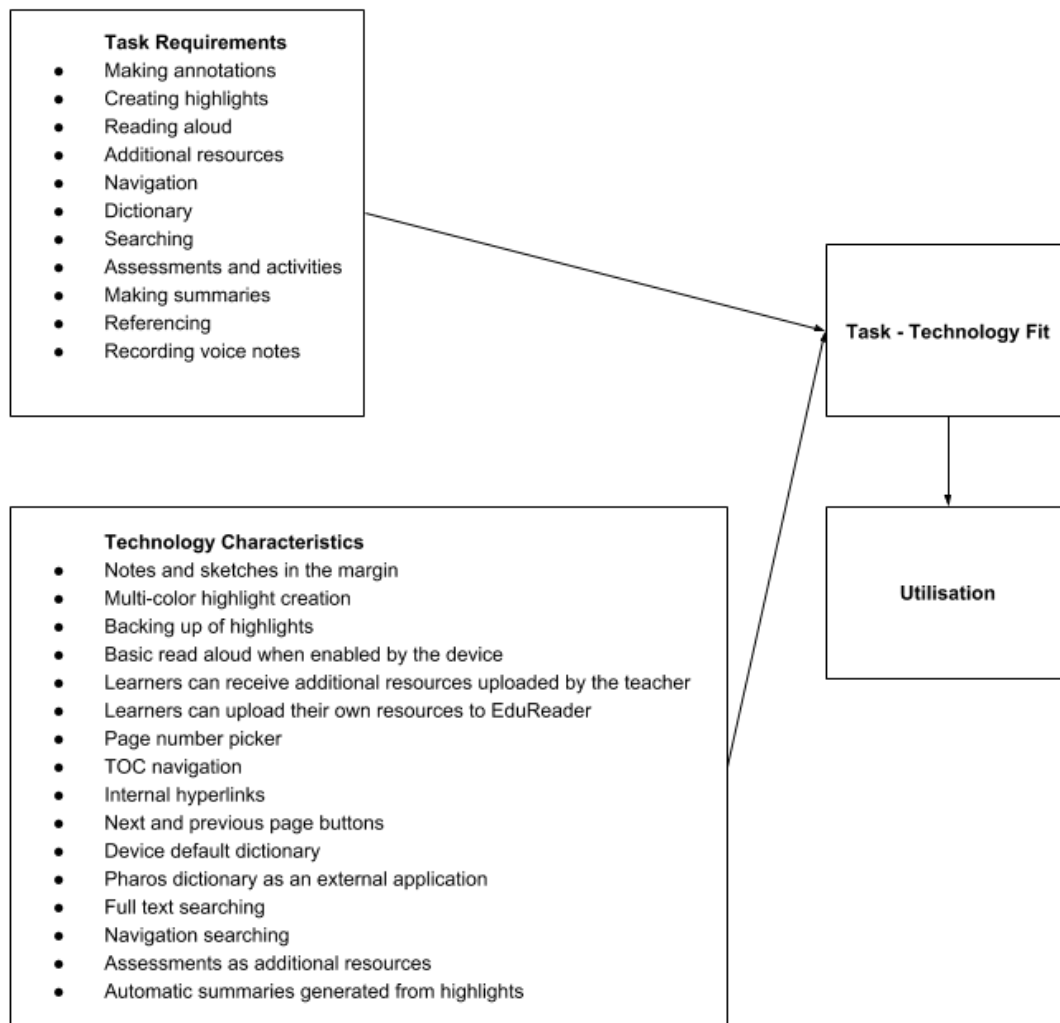 Task Requirements
● Making annotations
● Creating highlights
● Reading aloud
● Additional resources
● Navigation
● Dictionary
● Searching
● Assessments and activities
● Making summaries
● Referencing
● Recording voice notes
Task - Technology Fit
Technology Characteristics
● Notes and sketches in the margin
● Multi-color highlight creation
● Backing up of highlights
● Basic read aloud when enabled by the device
● Learners can receive additional resources uploaded by the teacher
● Learners can upload their own resources to EduReader
● Page number picker
● TOC navigation
● Internal hyperlinks
● Next and previous page buttons
● Device default dictionary
● Pharos dictionary as an external application
● Full text searching
● Navigation searching
● Assessments as additional resources
● Automatic summaries generated from highlights
Utilisation